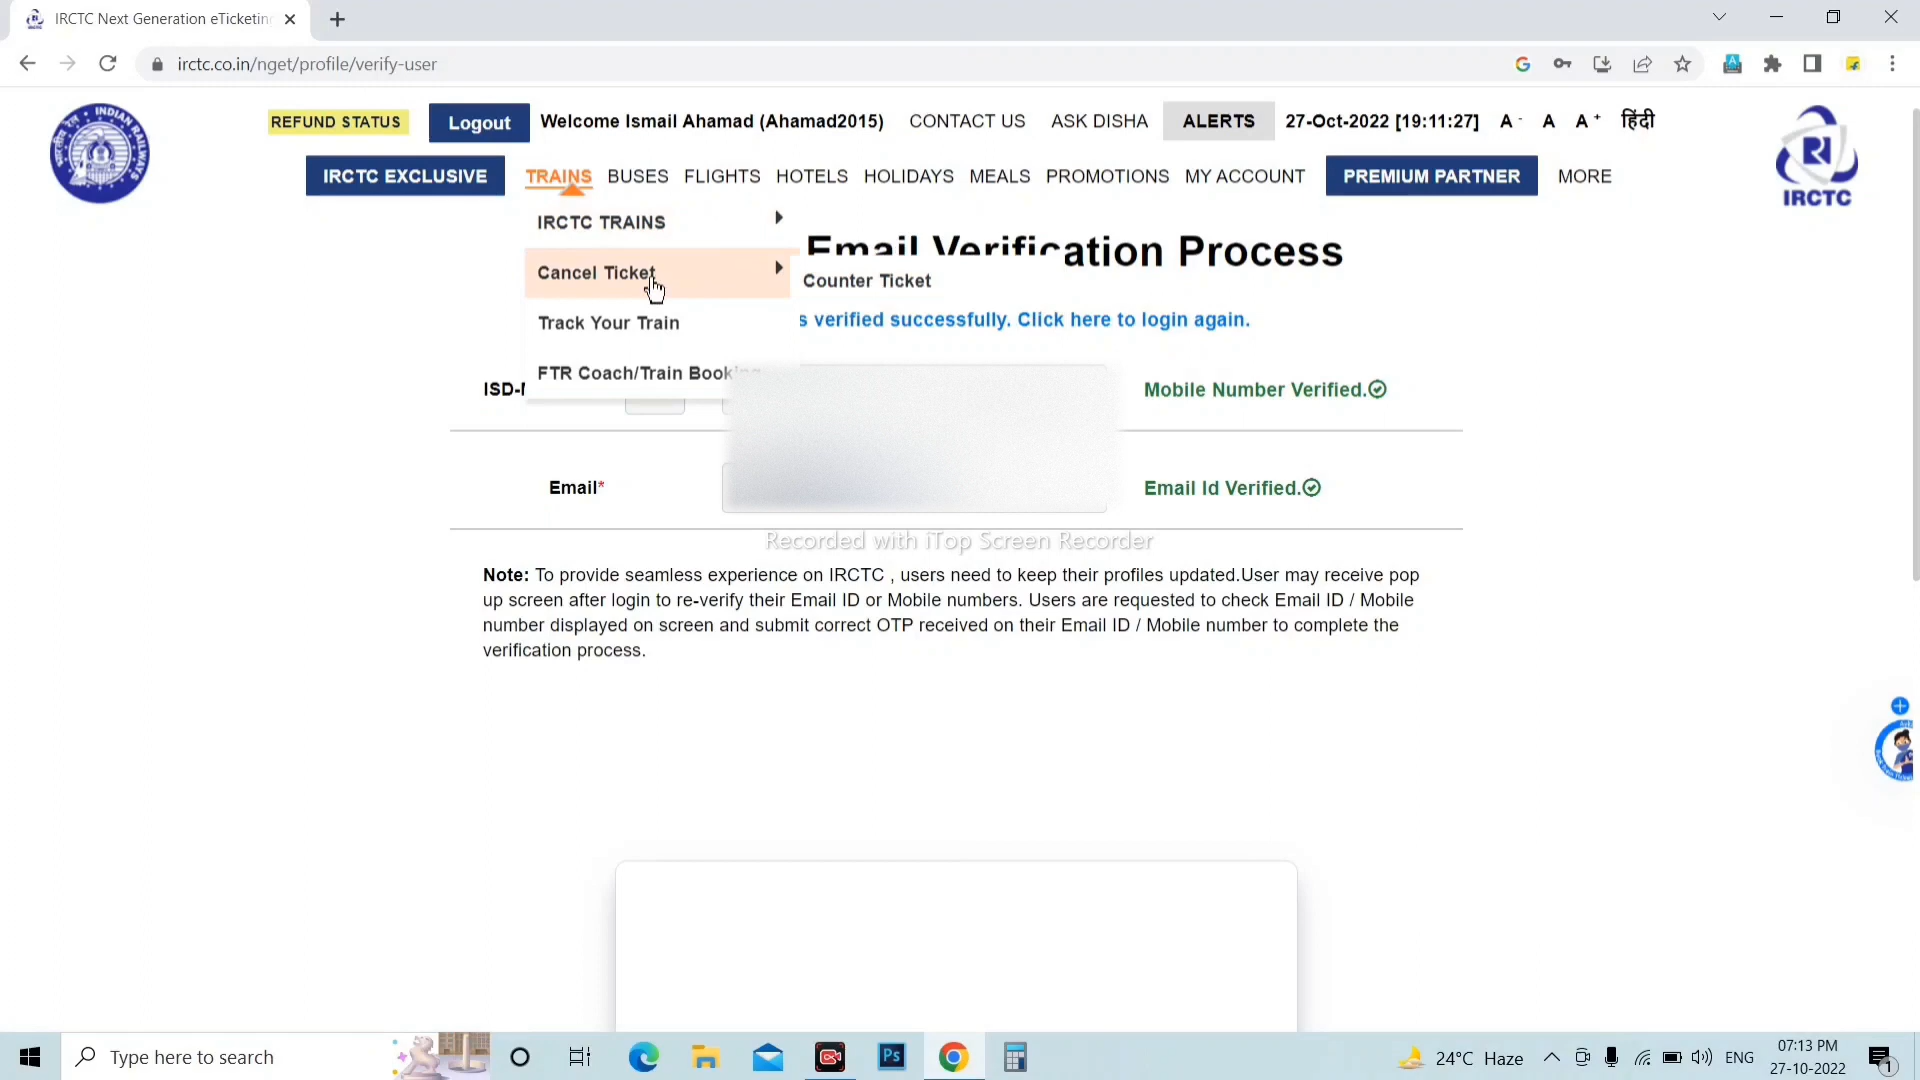 IRCTC Next Generation eTicketin
irctc.co.in/nget/profile/verify-user
REFUND STATUS Logout Welcome Ismail Ahamad (Ahamad2015) CONTACT US ASK DISHA ALERTS 27-Oct-2022 [19:11:27] A- A A+ हिंदी
IRCTC EXCLUSIVE TRAINS BUSES FLIGHTS HOTELS HOLIDAYS MEALS PROMOTIONS MY ACCOUNT PREMIUM PARTNER MORE
IRCTC
IRCTC TRAINS
Email Verification Process
Cancel Ticket
Counter Ticket
Track Your Train
s verified successfully. Click here to login again.
FTR Coach/Train Booking
ISD- Mobile Number Verified.
Email* Email Id Verified.
Recorded with iTop Screen Recorder
Note: To provide seamless experience on IRCTC , users need to keep their profiles updated.User may receive pop
up screen after login to re-verify their Email ID or Mobile numbers. Users are requested to check Email ID / Mobile
number displayed on screen and submit correct OTP received on their Email ID / Mobile number to complete the
verification process.
Type here to search
Ps
24°C Haze
ENG
07:13 PM
27-10-2022
1